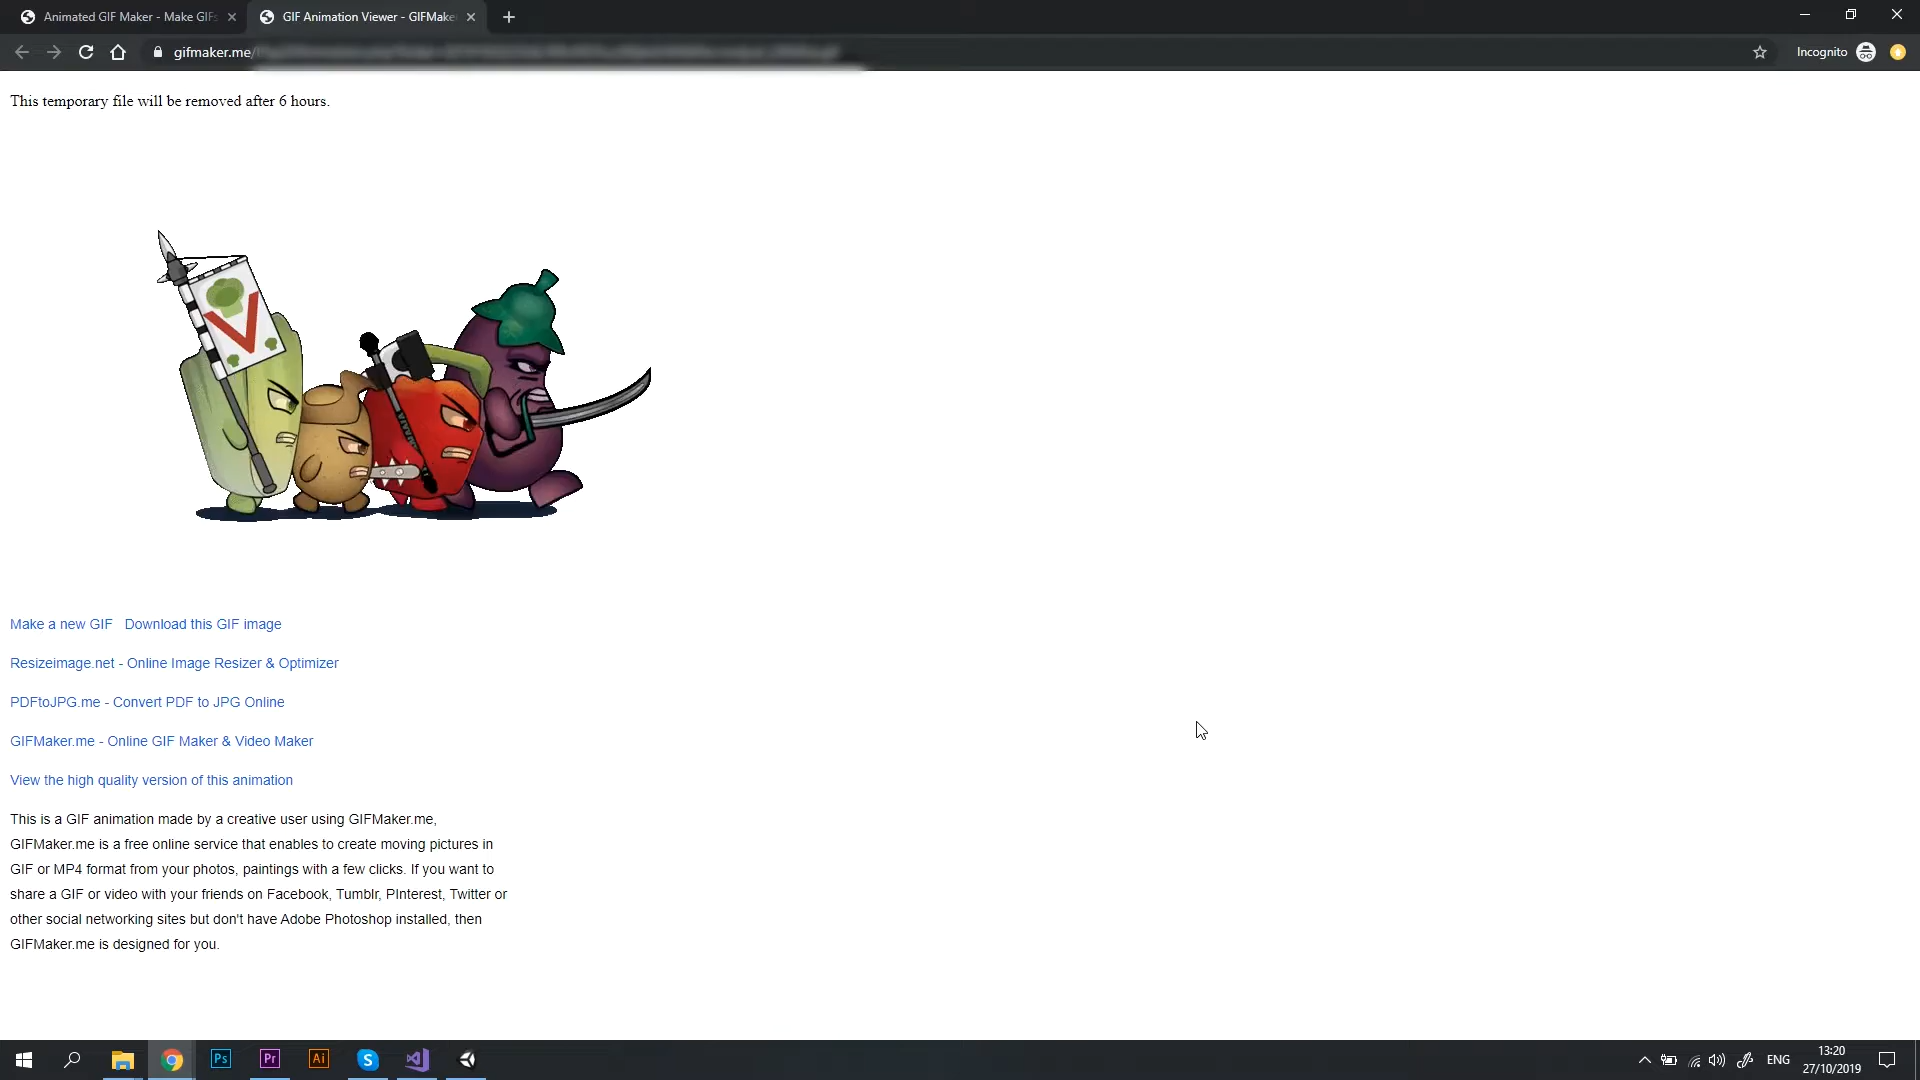 Animated GIF Maker - Make GIFs
GIF Animation Viewer - GIFMake
gifmaker.me/
Incognito
This temporary file will be removed after 6 hours.
V
Make a new GIF Download this GIF image
Resizeimage.net - Online Image Resizer & Optimizer
PDFtoJPG.me - Convert PDF to JPG Online
GIFMaker.me - Online GIF Maker & Video Maker
View the high quality version of this animation
This is a GIF animation made by a creative user using GIFMaker.me,
GIFMaker.me is a free online service that enables to create moving pictures in
GIF or MP4 format from your photos, paintings with a few clicks. If you want to
share a GIF or video with your friends on Facebook, Tumblr, PInterest, Twitter or
other social networking sites but don't have Adobe Photoshop installed, then
GIFMaker.me is designed for you.
Ps
Pr
Ai
S
ENG
13:20
27/10/2019